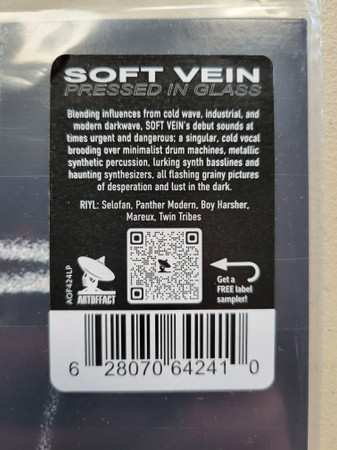 SOFT VEIN
PRESSED IN GLASS
Blending influences from cold wave, industrial, and
modern darkwave, SOFT VEIN's debut sounds at
times urgent and dangerous; a singular, cold vocal
brooding over minimalist drum machines, metallic
synthetic percussion, lurking synth basslines and
haunting synthesizers, all flashing grainy pictures
of desperation and lust in the dark.
RIYL: Selofan, Panther Modern, Boy Harsher,
Mareux, Twin Tribes
AOF424LP
ARTOFFACT
Get a
FREE label
sampler!
6 28070 64241 0